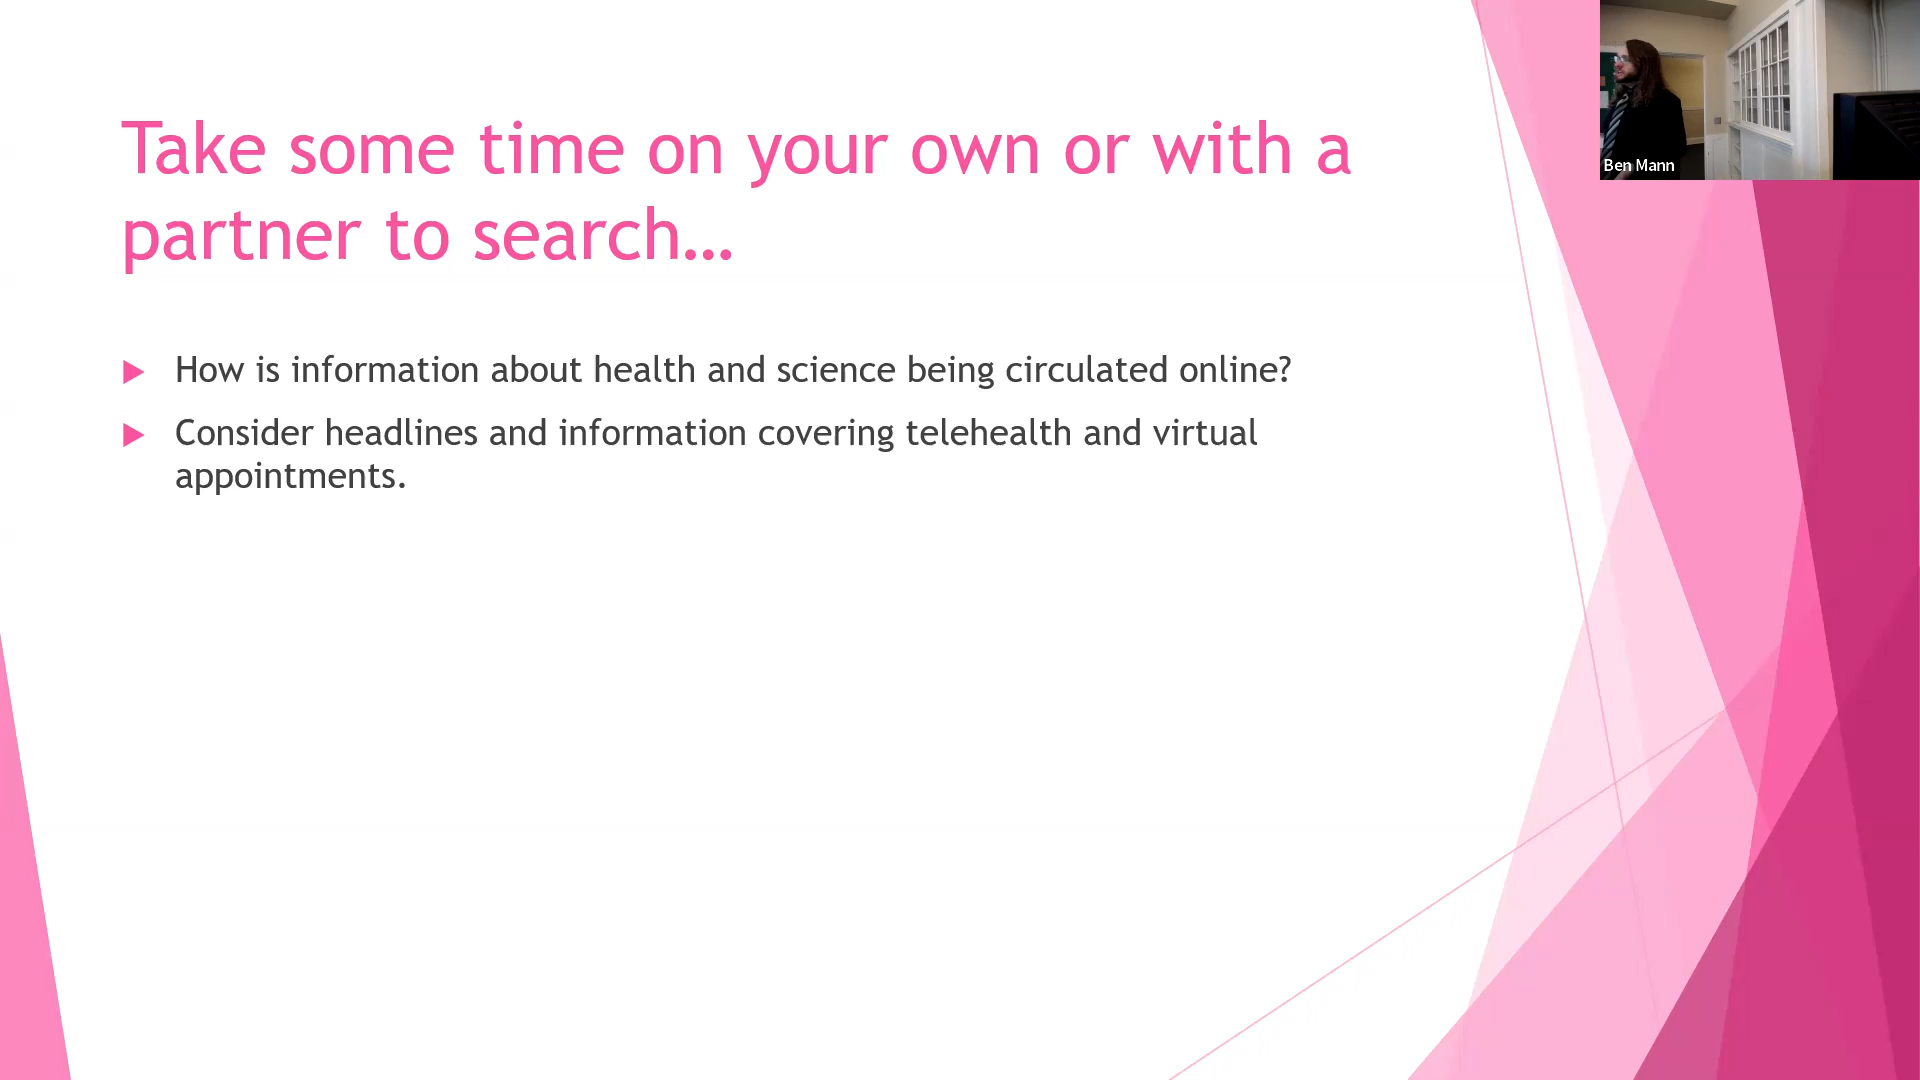 Take some time on your own or with a
partner to search…
How is information about health and science being circulated online?
Consider headlines and information covering telehealth and virtual
appointments.
Ben Mann